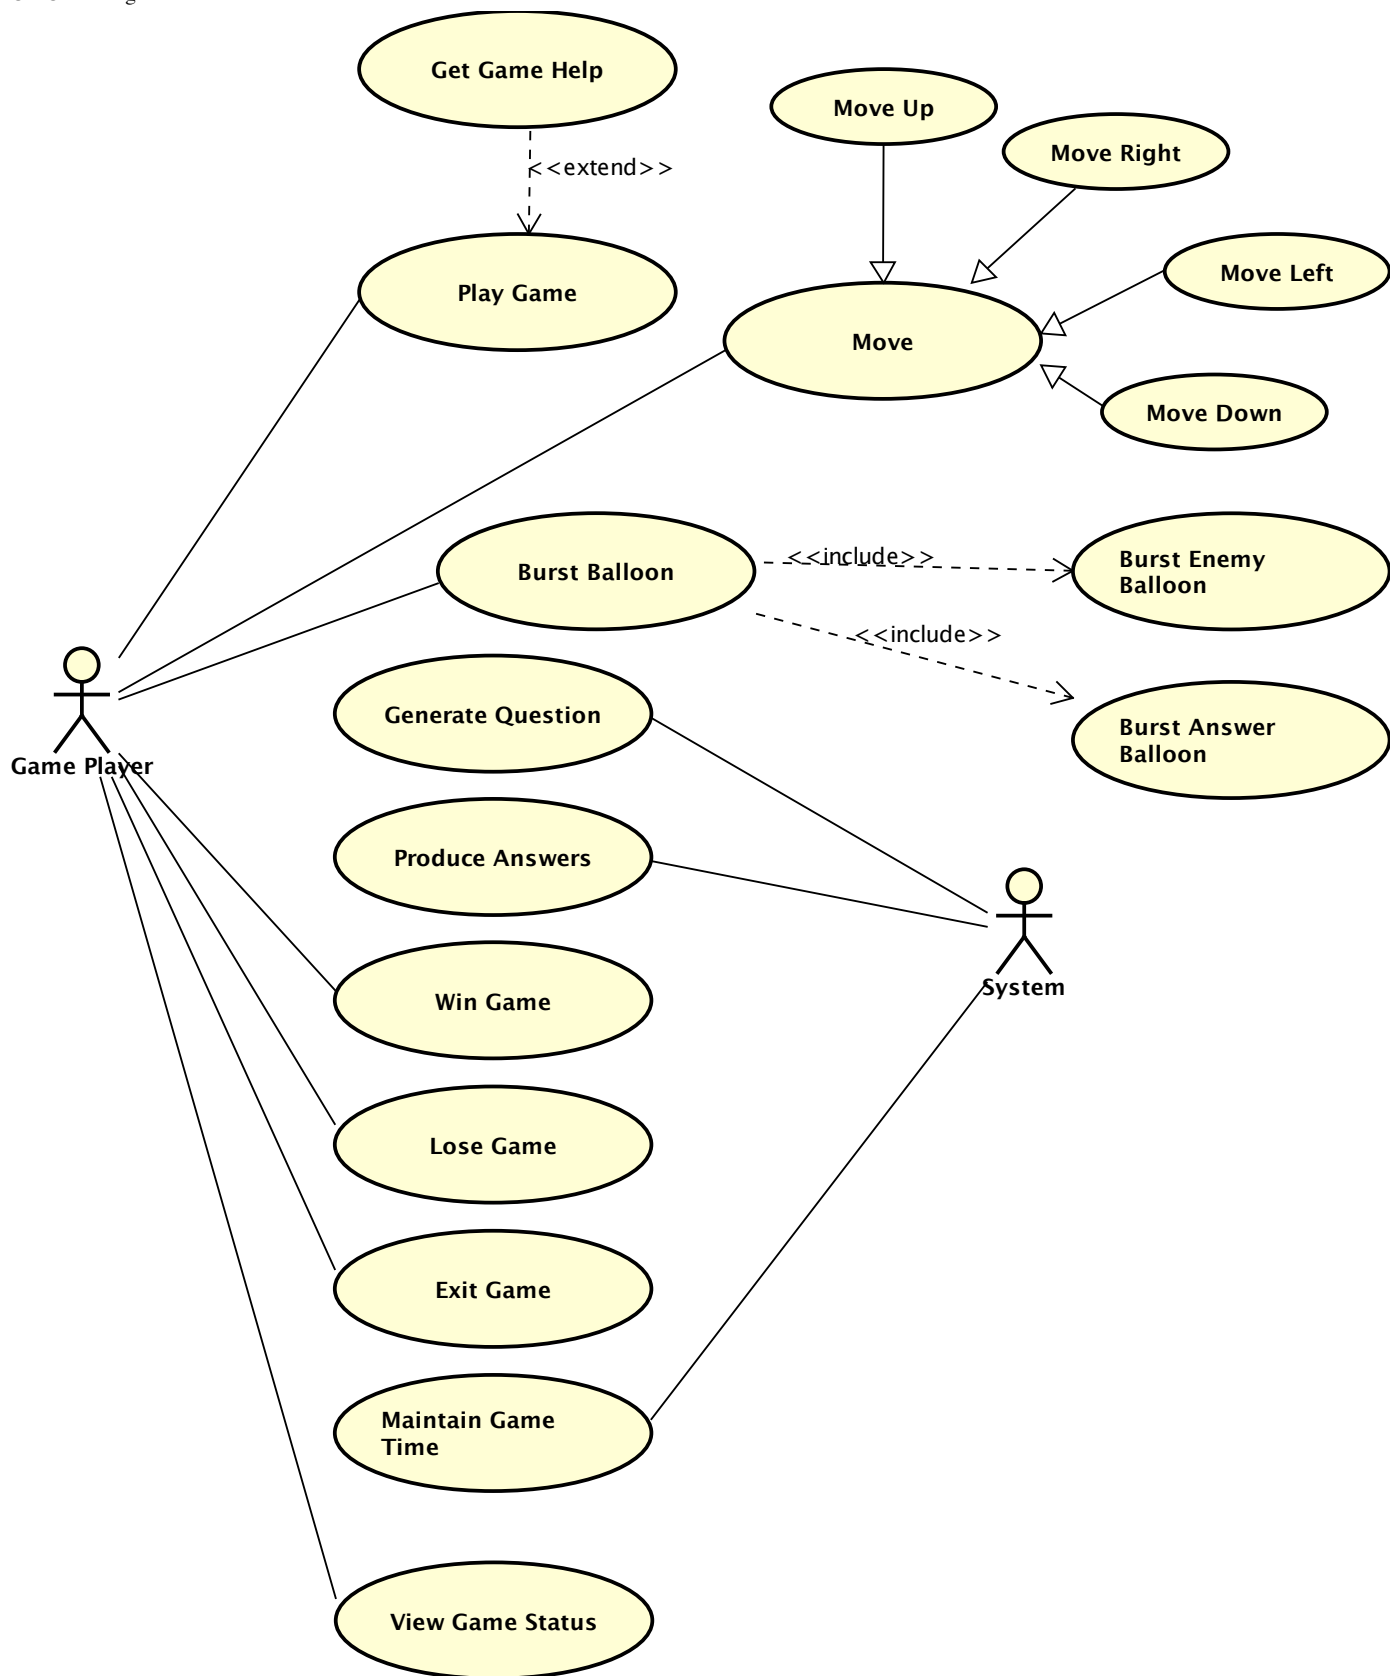 Get Game Help
Move Up
Move Right
<<extend>>
Move Left
Play Game
Move
Move Down
Burst Balloon
<<include>>
Burst Enemy
Balloon
<<include>>
Generate Question
Burst Answer
Balloon
Game Player
Produce Answers
System
Win Game
Lose Game
Exit Game
Maintain Game
Time
View Game Status